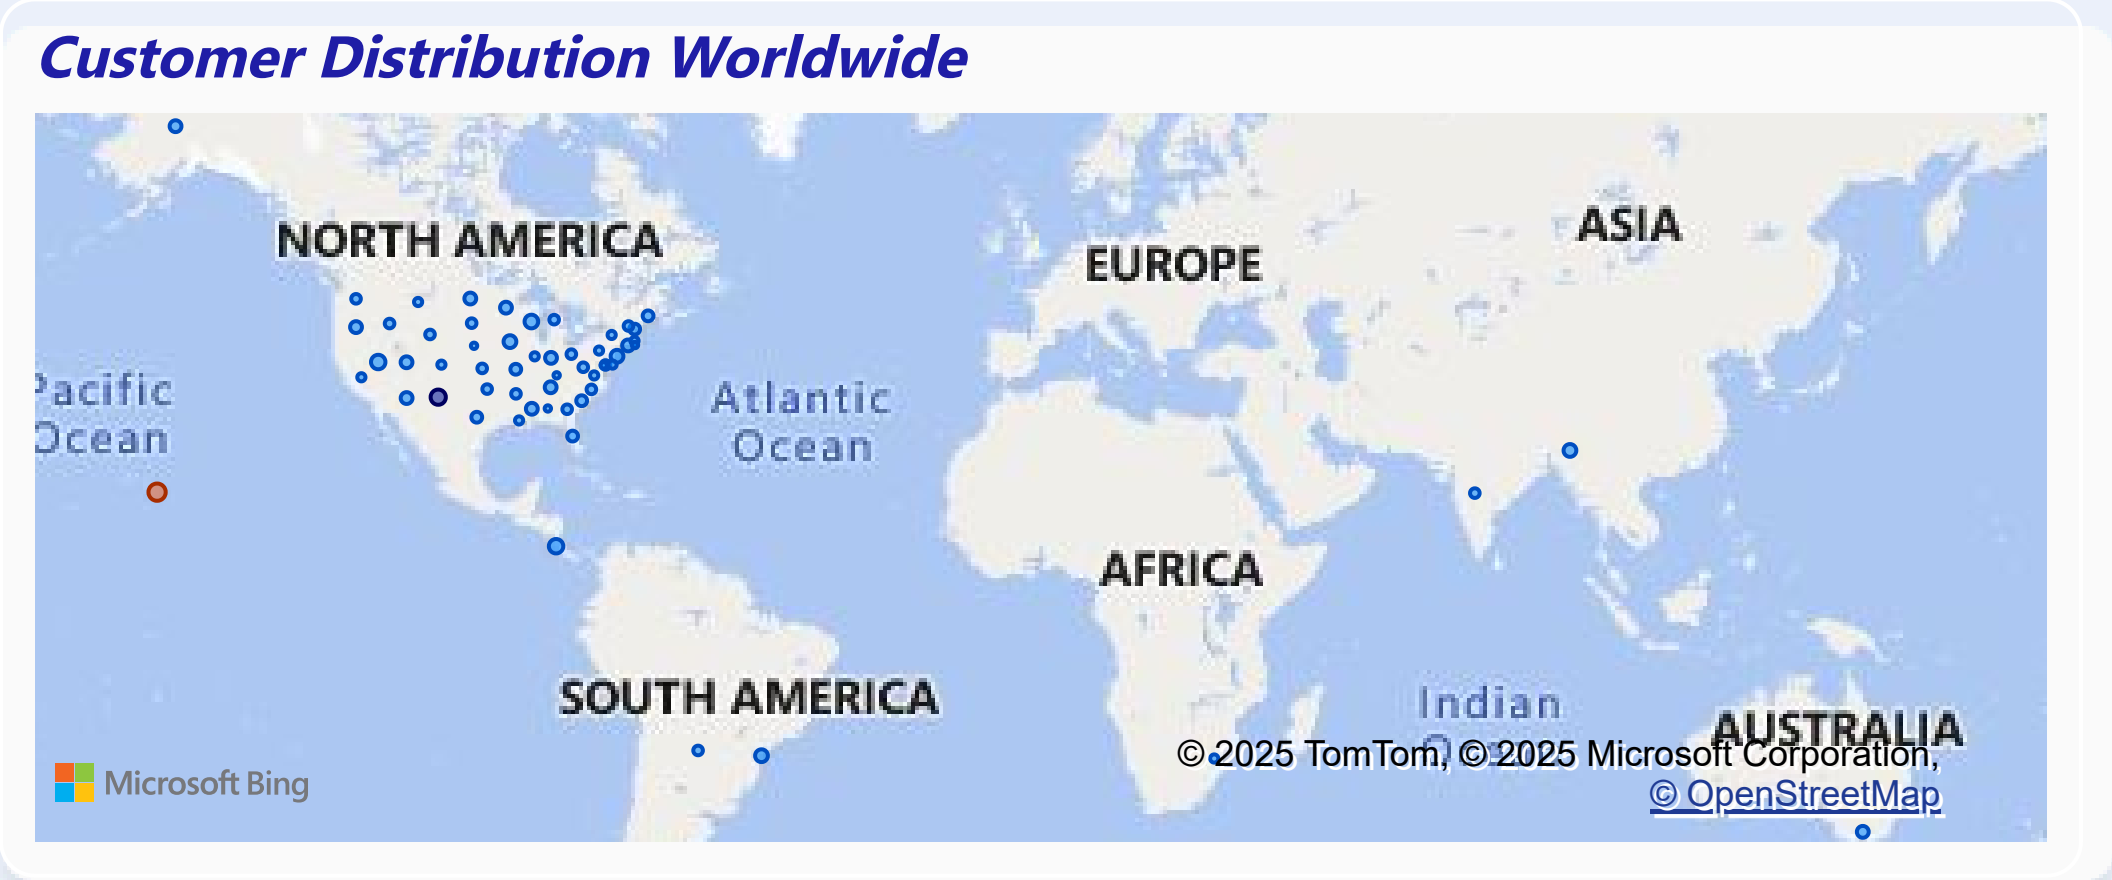 Customer Distribution Worldwide
NORTH AMERICA
ASIA
EUROPE
Pacific
Ocean
Atlantic
Ocean
AFRICA
SOUTH AMERICA
Indian
AUSTRALIA
© 2025 TomTom, © 2025 Microsoft Corporation,
© OpenStreetMap
Microsoft Bing